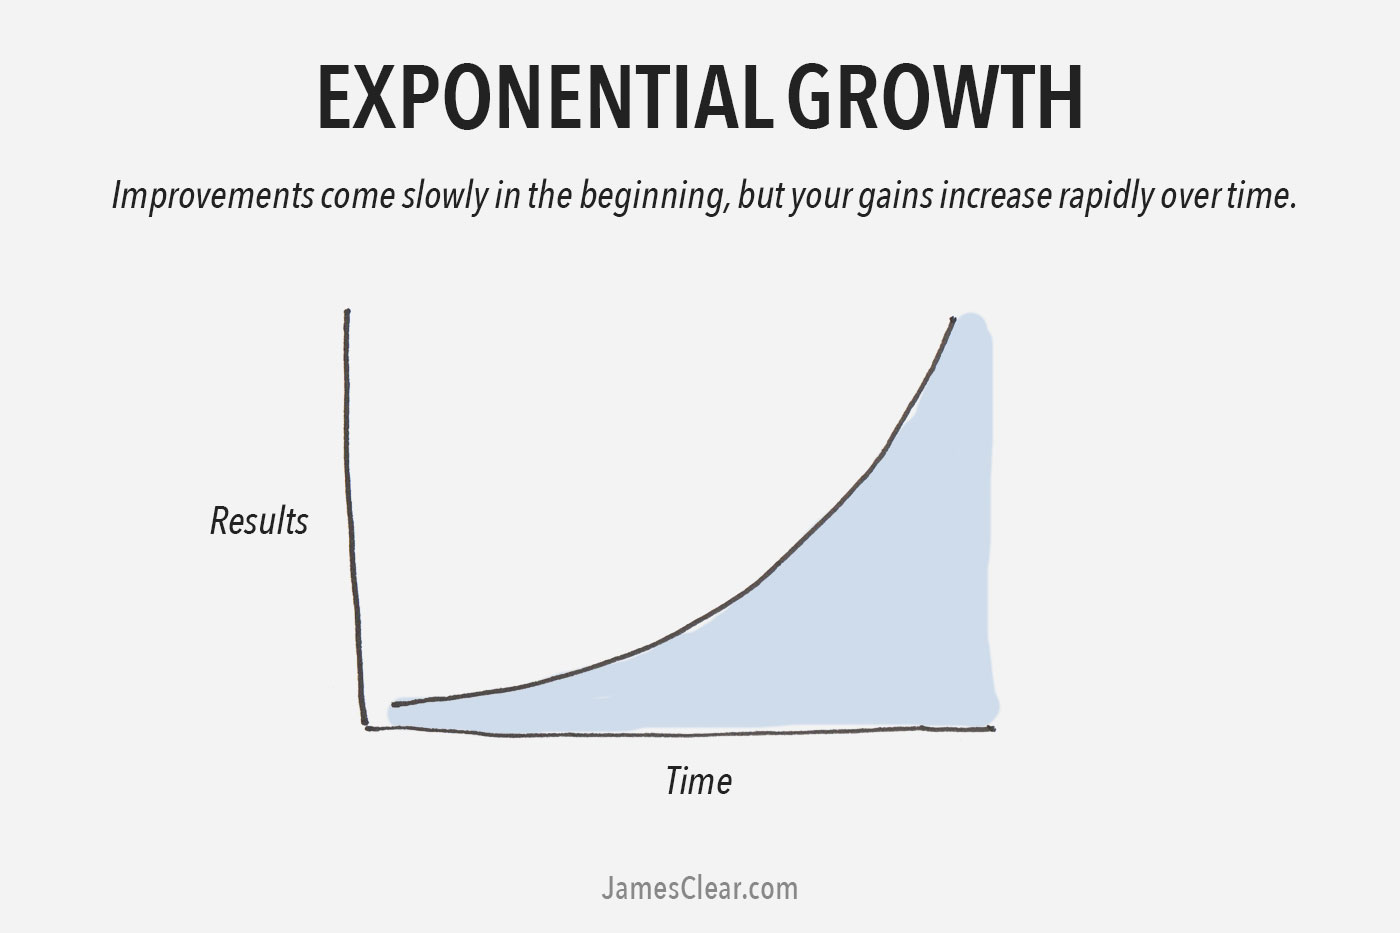 EXPONENTIAL GROWTH
Improvements come slowly in the beginning, but your gains increase rapidly over time.
Results
Time
JamesClear.com